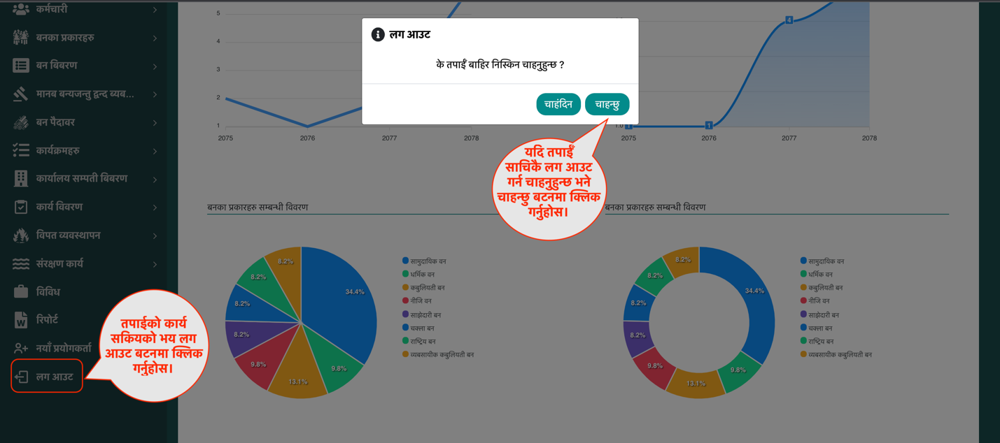 कर्मचारी
बनका प्रकारहरु
बन बिबरण
मानब बन्यजन्तु द्वन्द ब्यब...
बन पैदावर
कार्यक्रमहरु
कार्यालय सम्पती बिबरण
कार्य विवरण
विपत व्यवस्थापन
संरक्षण कार्य
विविध
रिपोर्ट
नयाँ प्रयोगकर्ता
लग आउट
तपाईको कार्य
सकियको भय लग
आउट बटनमा क्लिक
गर्नुहोस।
5
4
3
2
1
2075
2076
2077
2078
लग आउट
के तपाईँ बाहिर निस्किन चाहनुहुन्छ ?
चाहंदिन
चाहन्छु
यदि तपाईँ
साचिकै लग आउट
गर्न चाहनुहुन्छ भने
चाहन्छु बटनमा क्लिक
गर्नुहोस।
4
1.0
1
1
2075
2076
2077
2078
बनका प्रकारहरु सम्बन्धी विवरण
34.4%
9.8%
13.1%
9.8%
8.2%
8.2%
8.2%
8.2%
सामुदायिक वन
धर्मिक वन
कबुलियती बन
नीजि वन
साझेदारी बन
चक्ला बन
राष्ट्रिय बन
व्यबसायीक कबुलियती बन
बनका प्रकारहरु सम्बन्धी विवरण
34.4%
9.8%
13.1%
9.8%
8.2%
8.2%
8.2%
8.2%
सामुदायिक वन
धर्मिक वन
कबुलियती बन
नीजि वन
साझेदारी बन
चक्ला बन
राष्ट्रिय बन
व्यबसायीक कबुलियती बन